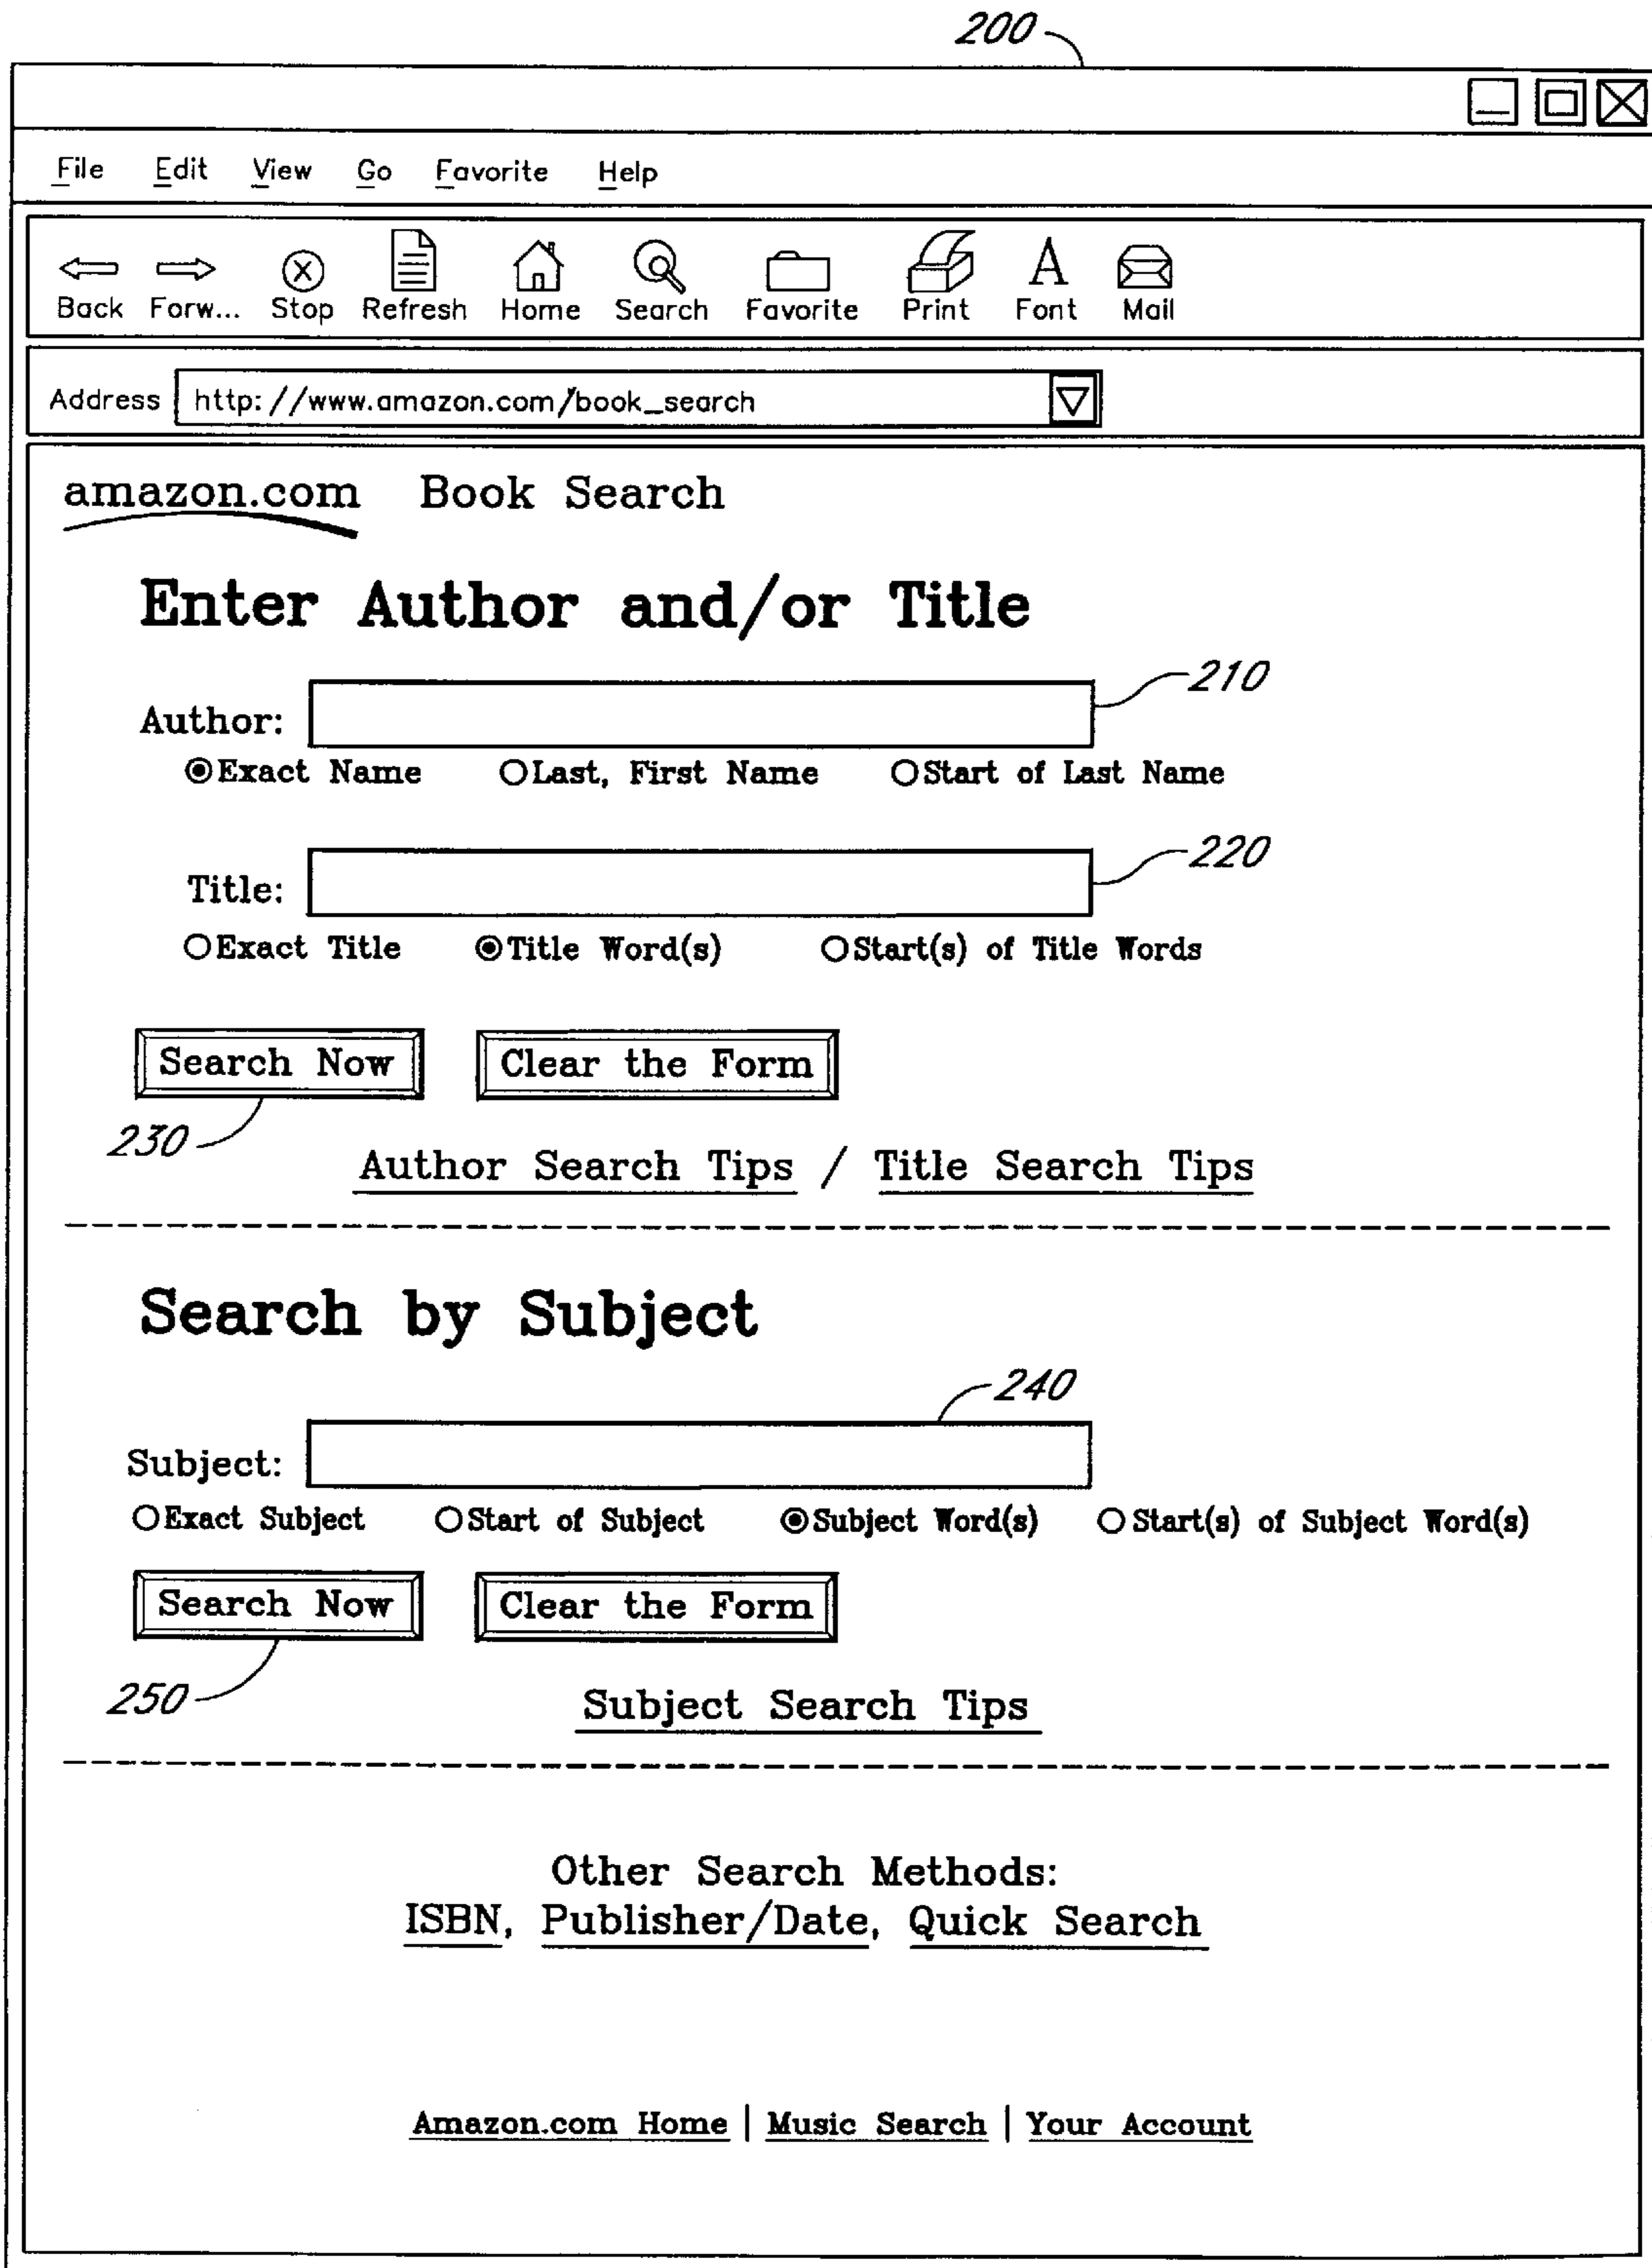 200
File Edit View Go Favorite Help
Back Forw... Stop Refresh Home Search Favorite Print Font Mail
Address http://www.amazon.com/book_search
amazon.com Book Search
Enter Author and/or Title
210
Author:
Exact Name Last, First Name Start of Last Name
220
Title:
Exact Title Title Word(s) Start(s) of Title Words
Search Now Clear the Form
230
Author Search Tips / Title Search Tips
Search by Subject
240
Subject:
Exact Subject Start of Subject Subject Word(s) Start(s) of Subject Word(s)
Search Now Clear the Form
250
Subject Search Tips
Other Search Methods:
ISBN, Publisher/Date, Quick Search
Amazon.com Home | Music Search | Your Account